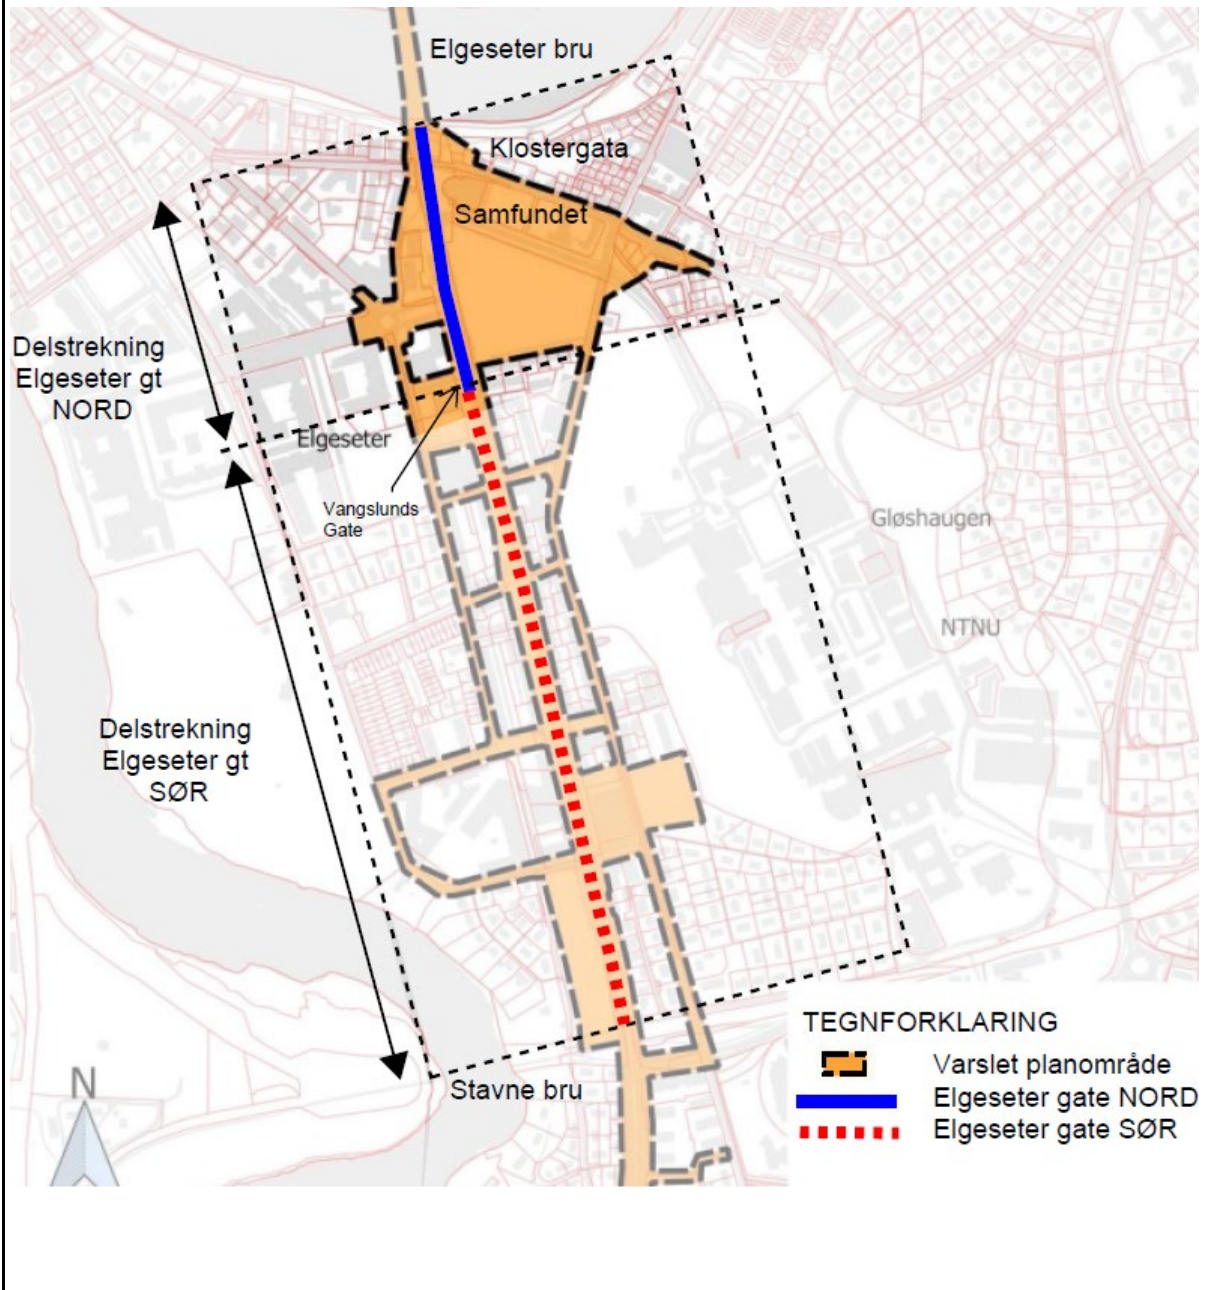 Elgeseter bru
Klostergata
Samfundet
Delstrekning
Elgeseter gt
NORD
Elgeseter
Vangslunds
Gate
Gløshaugen
NTNU
Delstrekning
Elgeseter gt
SØR
Stavne bru
N
TEGNFORKLARING
Varslet planområde
Elgeseter gate NORD
Elgeseter gate SØR